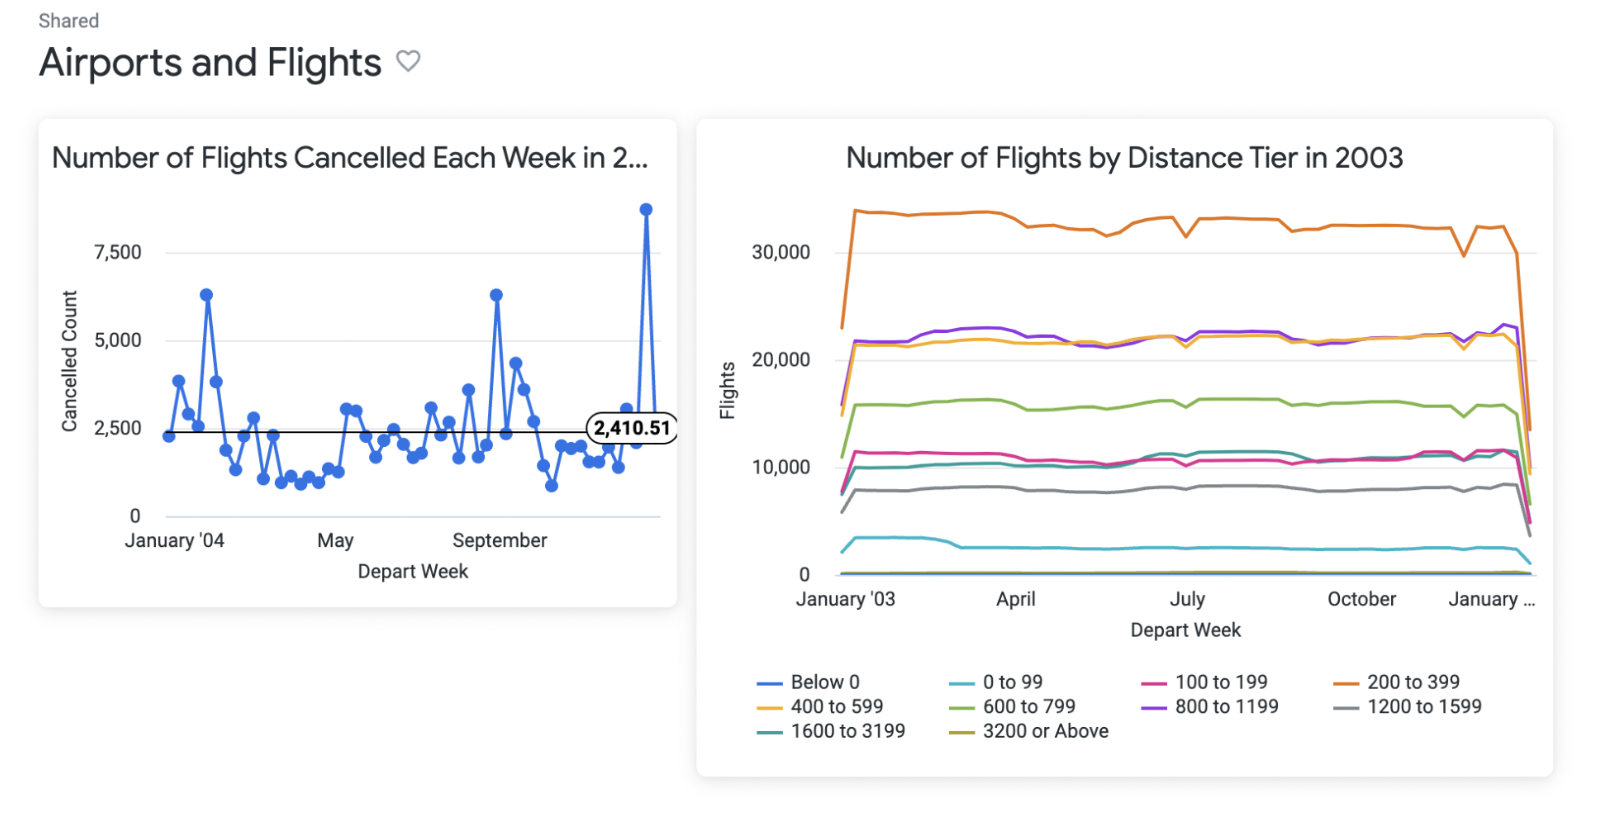 Shared
Airports and Flights
Number of Flights Cancelled Each Week in 2...
7,500
5,000
2,500
0
Cancelled Count
2,410.51
January '04
May
September
Depart Week
Number of Flights by Distance Tier in 2003
30,000
20,000
10,000
0
Flights
January '03
April
July
October
January ...
Depart Week
Below 0
0 to 99
100 to 199
200 to 399
400 to 599
600 to 799
800 to 1199
1200 to 1599
1600 to 3199
3200 or Above